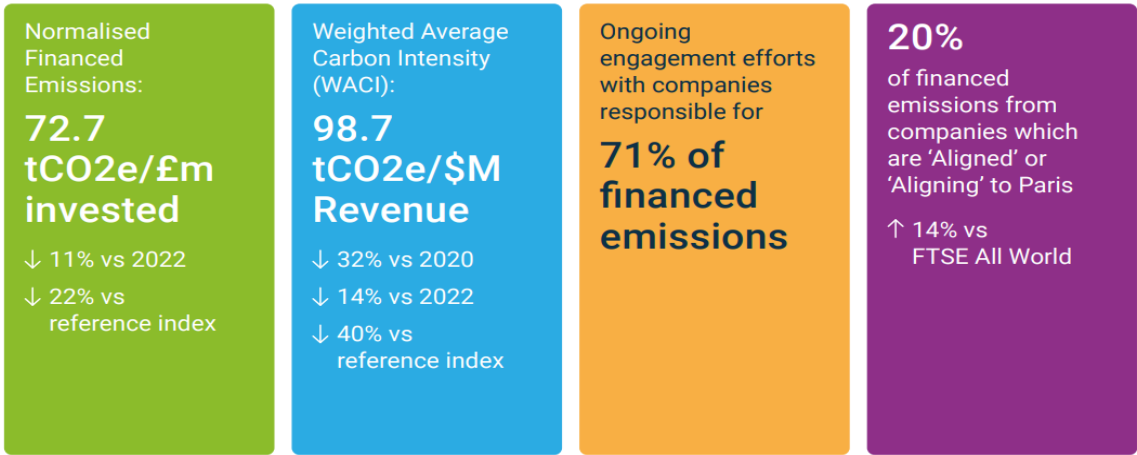 Normalised
Financed
Emissions:
72.7
tCO2e/£m
invested
↓ 11% vs 2022
↓ 22% vs
reference index
Weighted Average
Carbon Intensity
(WACI):
98.7
tCO2e/$M
Revenue
↓ 32% vs 2020
↓ 14% vs 2022
↓ 40% vs
reference index
Ongoing
engagement efforts
with companies
responsible for
71% of
financed
emissions
20%
of financed
emissions from
companies which
are ‘Aligned’ or
‘Aligning’ to Paris
↑ 14% vs
FTSE All World